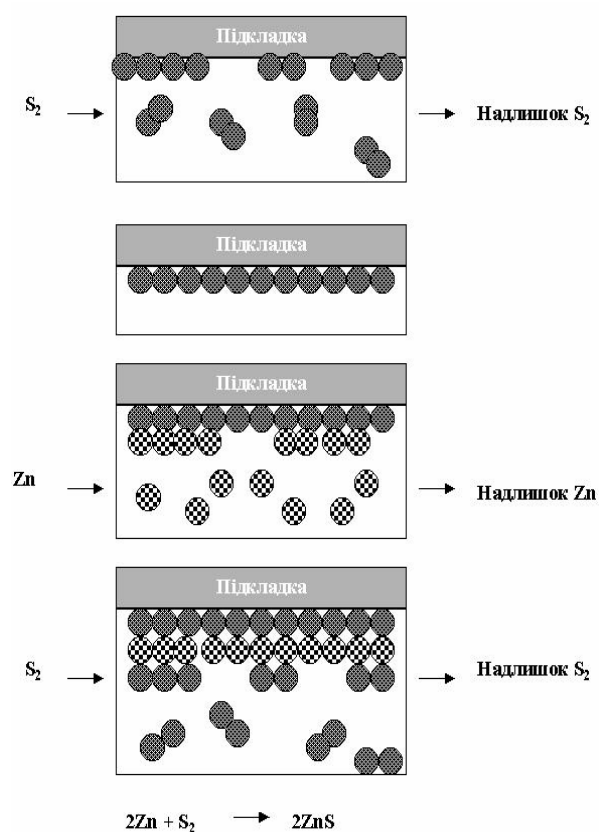 Підкладка
S₂ → Надлишок S₂
Підкладка
Підкладка
Zn → Надлишок Zn
Підкладка
S₂ → Надлишок S₂
2Zn + S₂ → 2ZnS